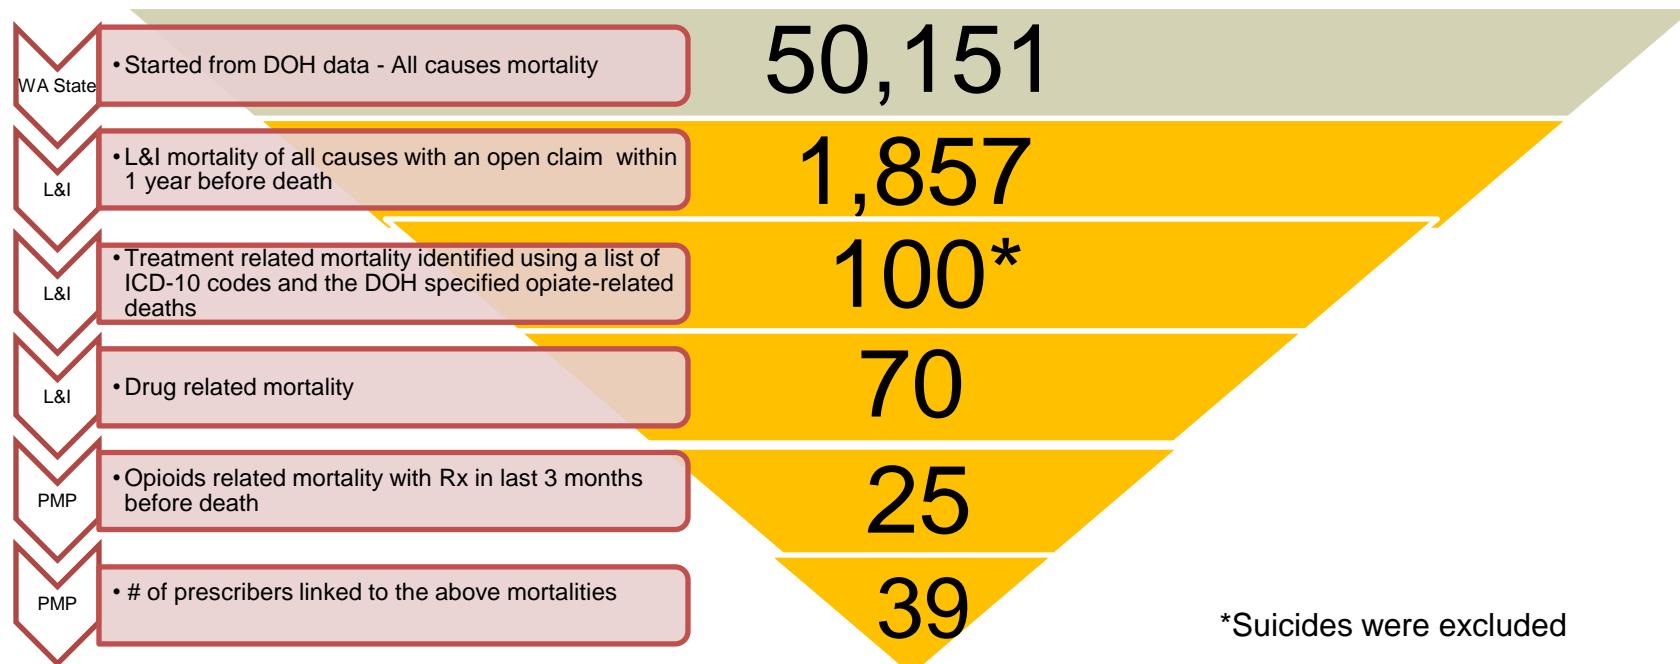 WA State
• Started from DOH data - All causes mortality
50,151
L&I
• L&I mortality of all causes with an open claim within
1 year before death
1,857
L&I
• Treatment related mortality identified using a list of
ICD-10 codes and the DOH specified opiate-related
deaths
100*
L&I
• Drug related mortality
70
PMP
• Opioids related mortality with Rx in last 3 months
before death
25
PMP
• # of prescribers linked to the above mortalities
39
*Suicides were excluded